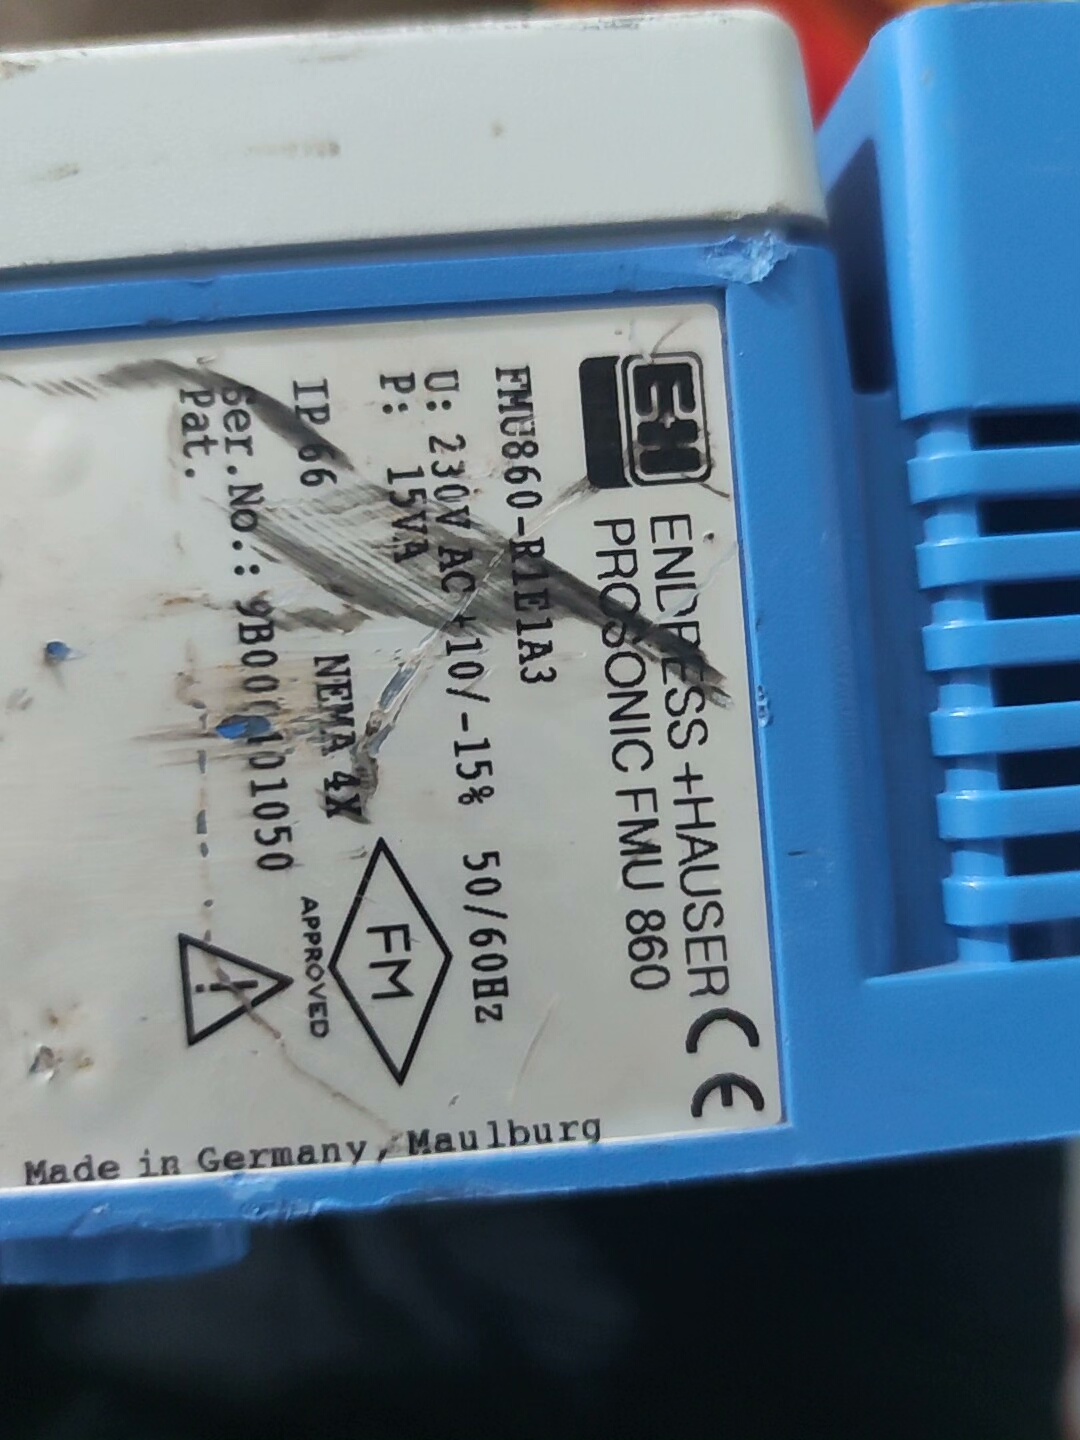 E+H
ENDRESS+HAUSER
PROSONIC FMU 860
CE
FMU860-R1E1A3
U: 230V AC +10/-15% 50/60Hz
P: 15VA
IP 66 NEMA 4X
FM
APPROVED
Ser.No.:
Pat.
Made in Germany, Maulburg